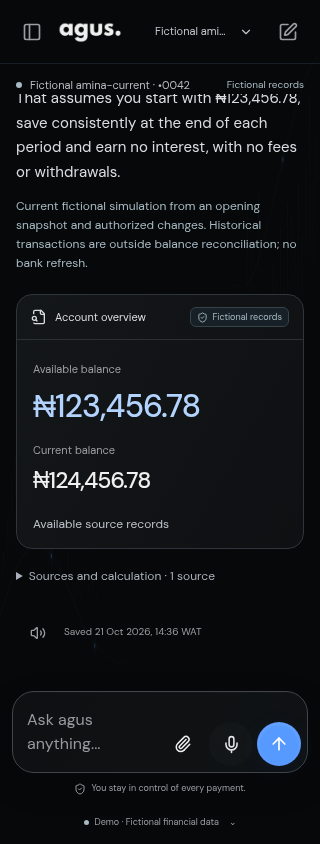 agus.
Fictional ami...
Fictional amina-current · •0042
Fictional records
That assumes you start with ₦123,456.78,
save consistently at the end of each
period and earn no interest, with no fees
or withdrawals.
Current fictional simulation from an opening
snapshot and authorized changes. Historical
transactions are outside balance reconciliation; no
bank refresh.
Account overview
Fictional records
Available balance
₦123,456.78
Current balance
₦124,456.78
Available source records
Sources and calculation · 1 source
Saved 21 Oct 2026, 14:36 WAT
Ask agus
anything...
You stay in control of every payment.
Demo · Fictional financial data